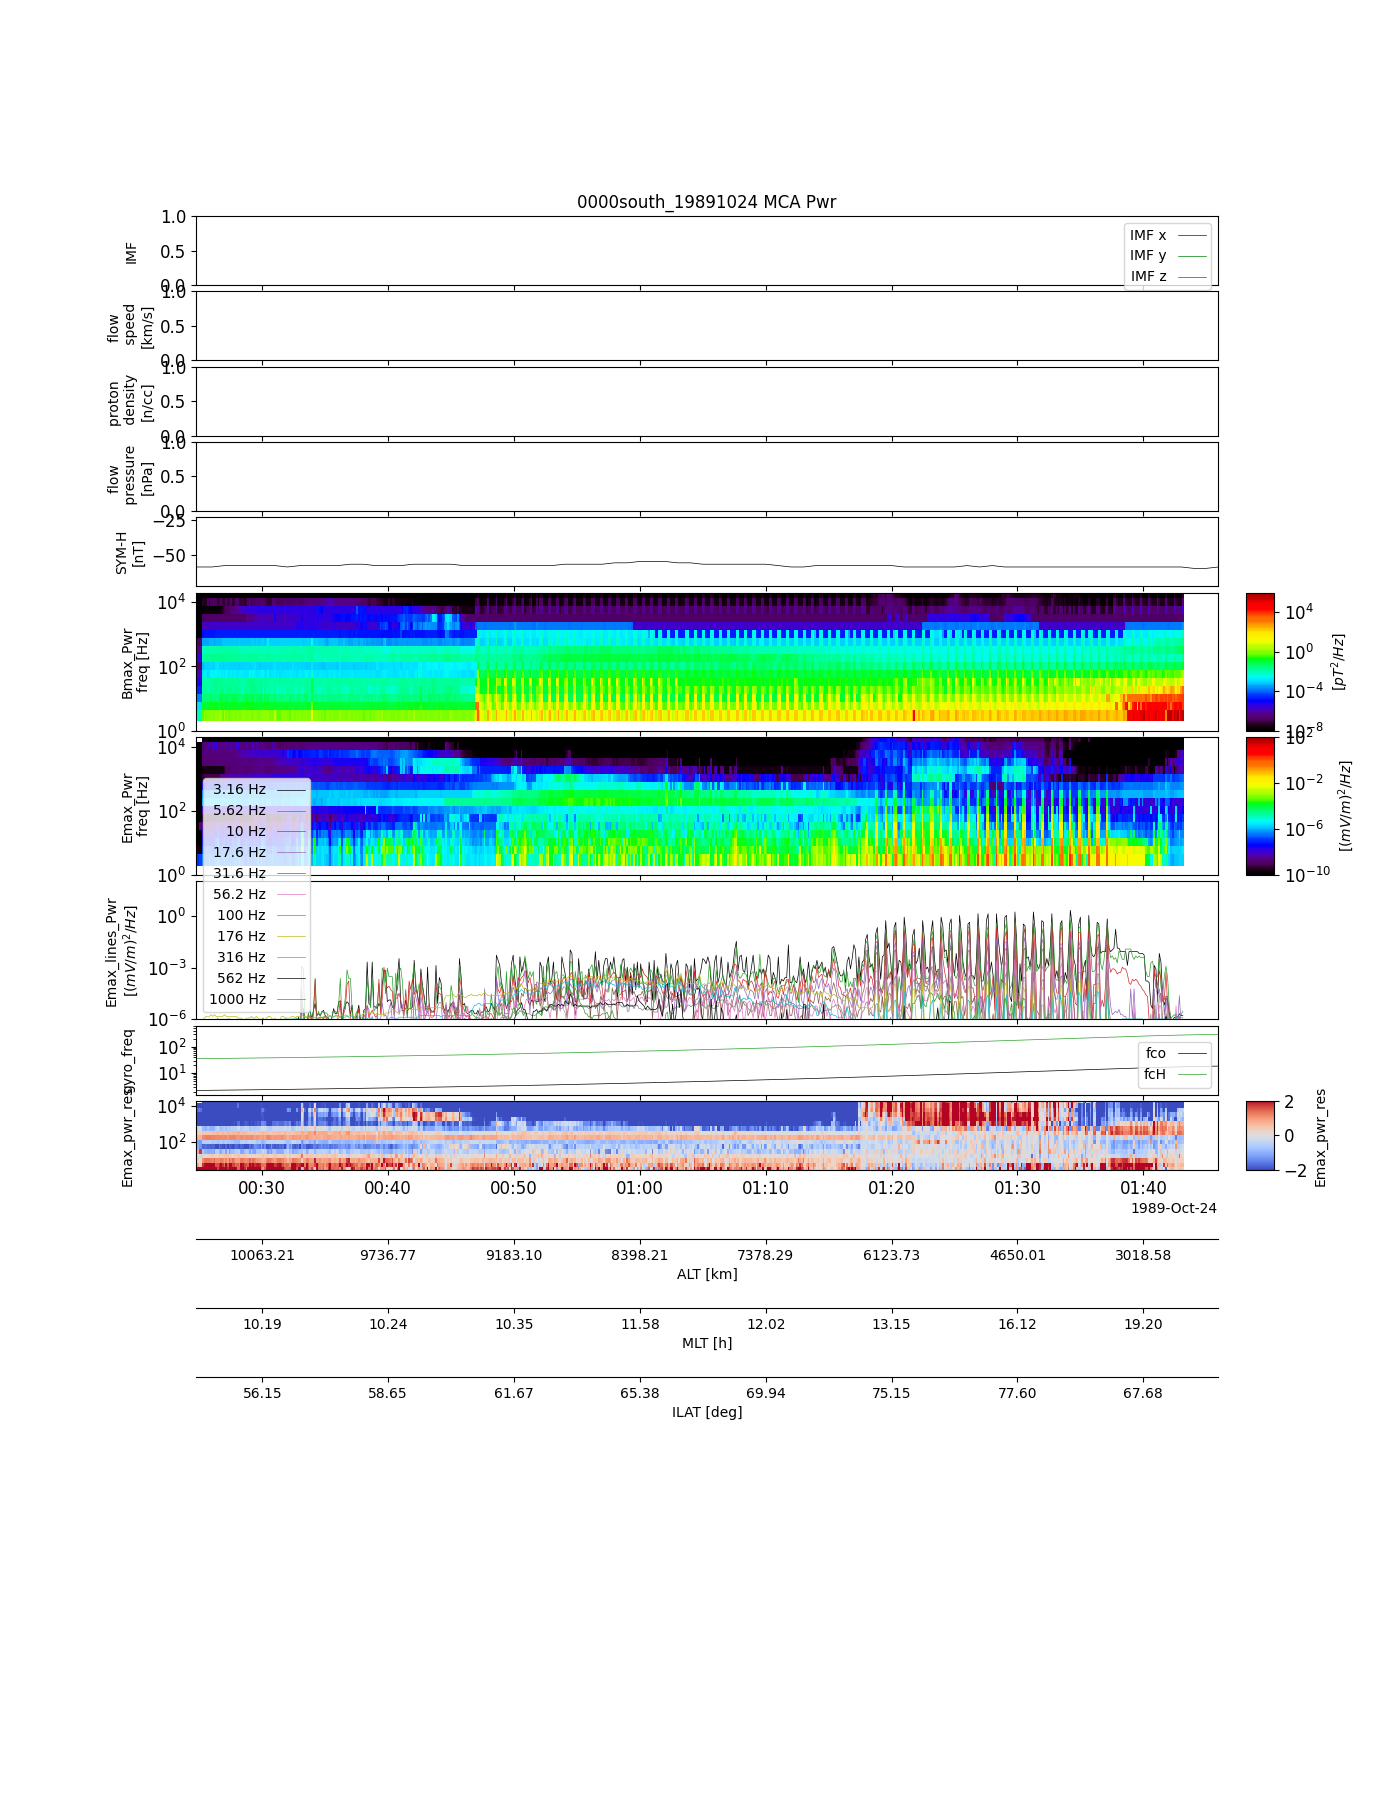 0000south_19891024 MCA Pwr
1.0
0.5
0.0
IMF
IMF x
IMF y
IMF z
1.0
0.5
0.0
flow
speed
[km/s]
1.0
0.5
0.0
proton
density
[n/cc]
1.0
0.5
0.0
flow
pressure
[nPa]
−25
−50
SYM-H
[nT]
10^4
10^2
10^0
Bmax_Pwr
freq [Hz]
10^4
10^0
10^−4
10^−8
[pT^2/Hz]
10^4
10^2
10^0
Emax_Pwr
freq [Hz]
10^2
10^−2
10^−6
10^−10
[(mV/m)^2/Hz]
3.16 Hz
5.62 Hz
10 Hz
17.6 Hz
31.6 Hz
56.2 Hz
100 Hz
176 Hz
316 Hz
562 Hz
1000 Hz
10^0
10^−3
10^−6
Emax_lines_Pwr
[(mV/m)^2/Hz]
10^2
10^1
gyro_freq
fco
fcH
10^4
10^2
Emax_pwr_res
2
0
−2
Emax_pwr_res
00:30 00:40 00:50 01:00 01:10 01:20 01:30 01:40
1989-Oct-24
10063.21 9736.77 9183.10 8398.21 7378.29 6123.73 4650.01 3018.58
ALT [km]
10.19 10.24 10.35 11.58 12.02 13.15 16.12 19.20
MLT [h]
56.15 58.65 61.67 65.38 69.94 75.15 77.60 67.68
ILAT [deg]